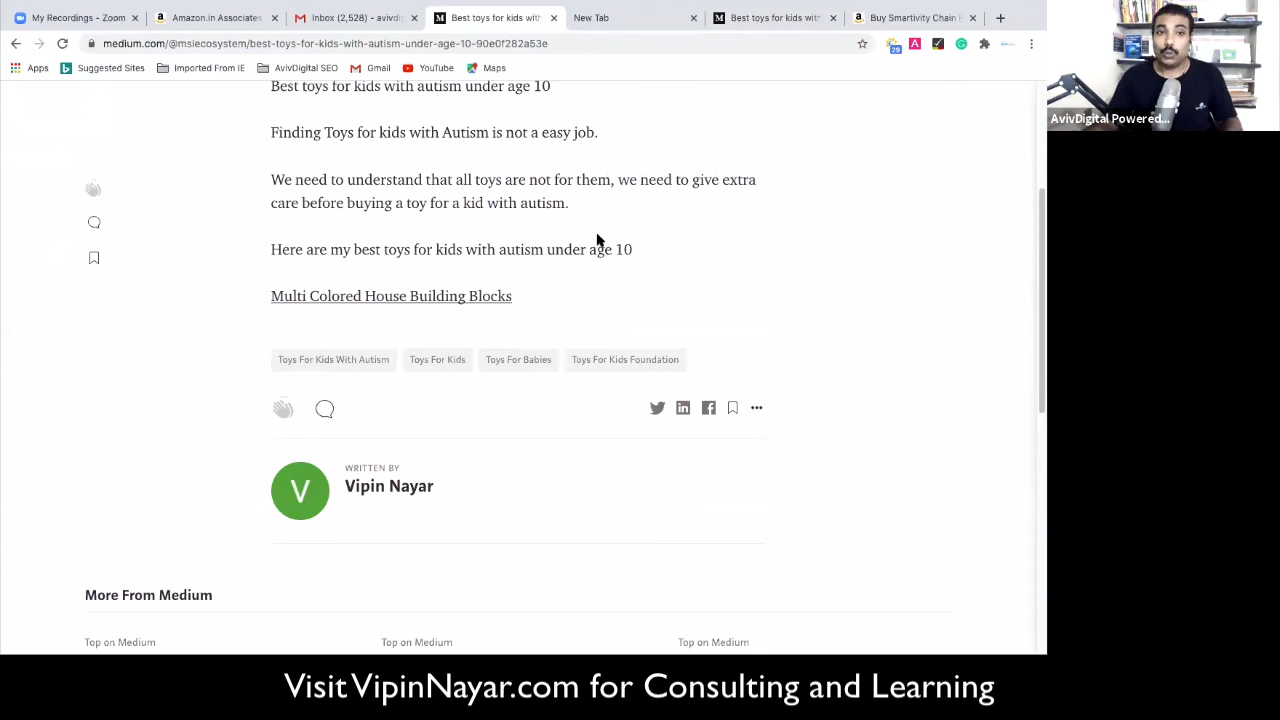 My Recordings - Zoom
Amazon.in Associates
Inbox (2,528) - avivdig
Best toys for kids with
New Tab
Best toys for kids with
Buy Smartivity Chain R
medium.com/@rmiecosystem/best-toys-for-kids-with-autism-under-age-10-90e0f282a53e
29
Apps
Suggested Sites
Imported From IE
AvivDigital SEO
Gmail
YouTube
Maps
AvivDigital Powered...
Best toys for kids with autism under age 10
Finding Toys for kids with Autism is not a easy job.
We need to understand that all toys are not for them, we need to give extra
care before buying a toy for a kid with autism.
Here are my best toys for kids with autism under age 10
Multi Colored House Building Blocks
Toys For Kids With Autism
Toys For Kids
Toys For Babies
Toys For Kids Foundation
V
WRITTEN BY
Vipin Nayar
More From Medium
Top on Medium
Top on Medium
Top on Medium
Visit VipinNayar.com for Consulting and Learning